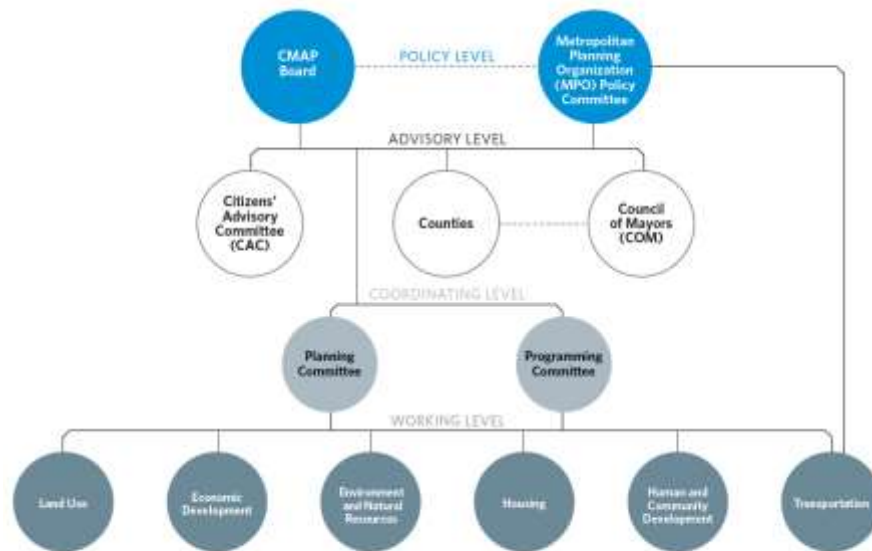 CMAP
Board
POLICY LEVEL
Metropolitan
Planning
Organization
(MPO) Policy
Committee
ADVISORY LEVEL
Citizens'
Advisory
Committee
(CAC)
Counties
Council
of Mayors
(COM)
COORDINATING LEVEL
Planning
Committee
Programming
Committee
WORKING LEVEL
Land Use
Economic
Development
Environment
and Natural
Resources
Housing
Human and
Community
Development
Transportation